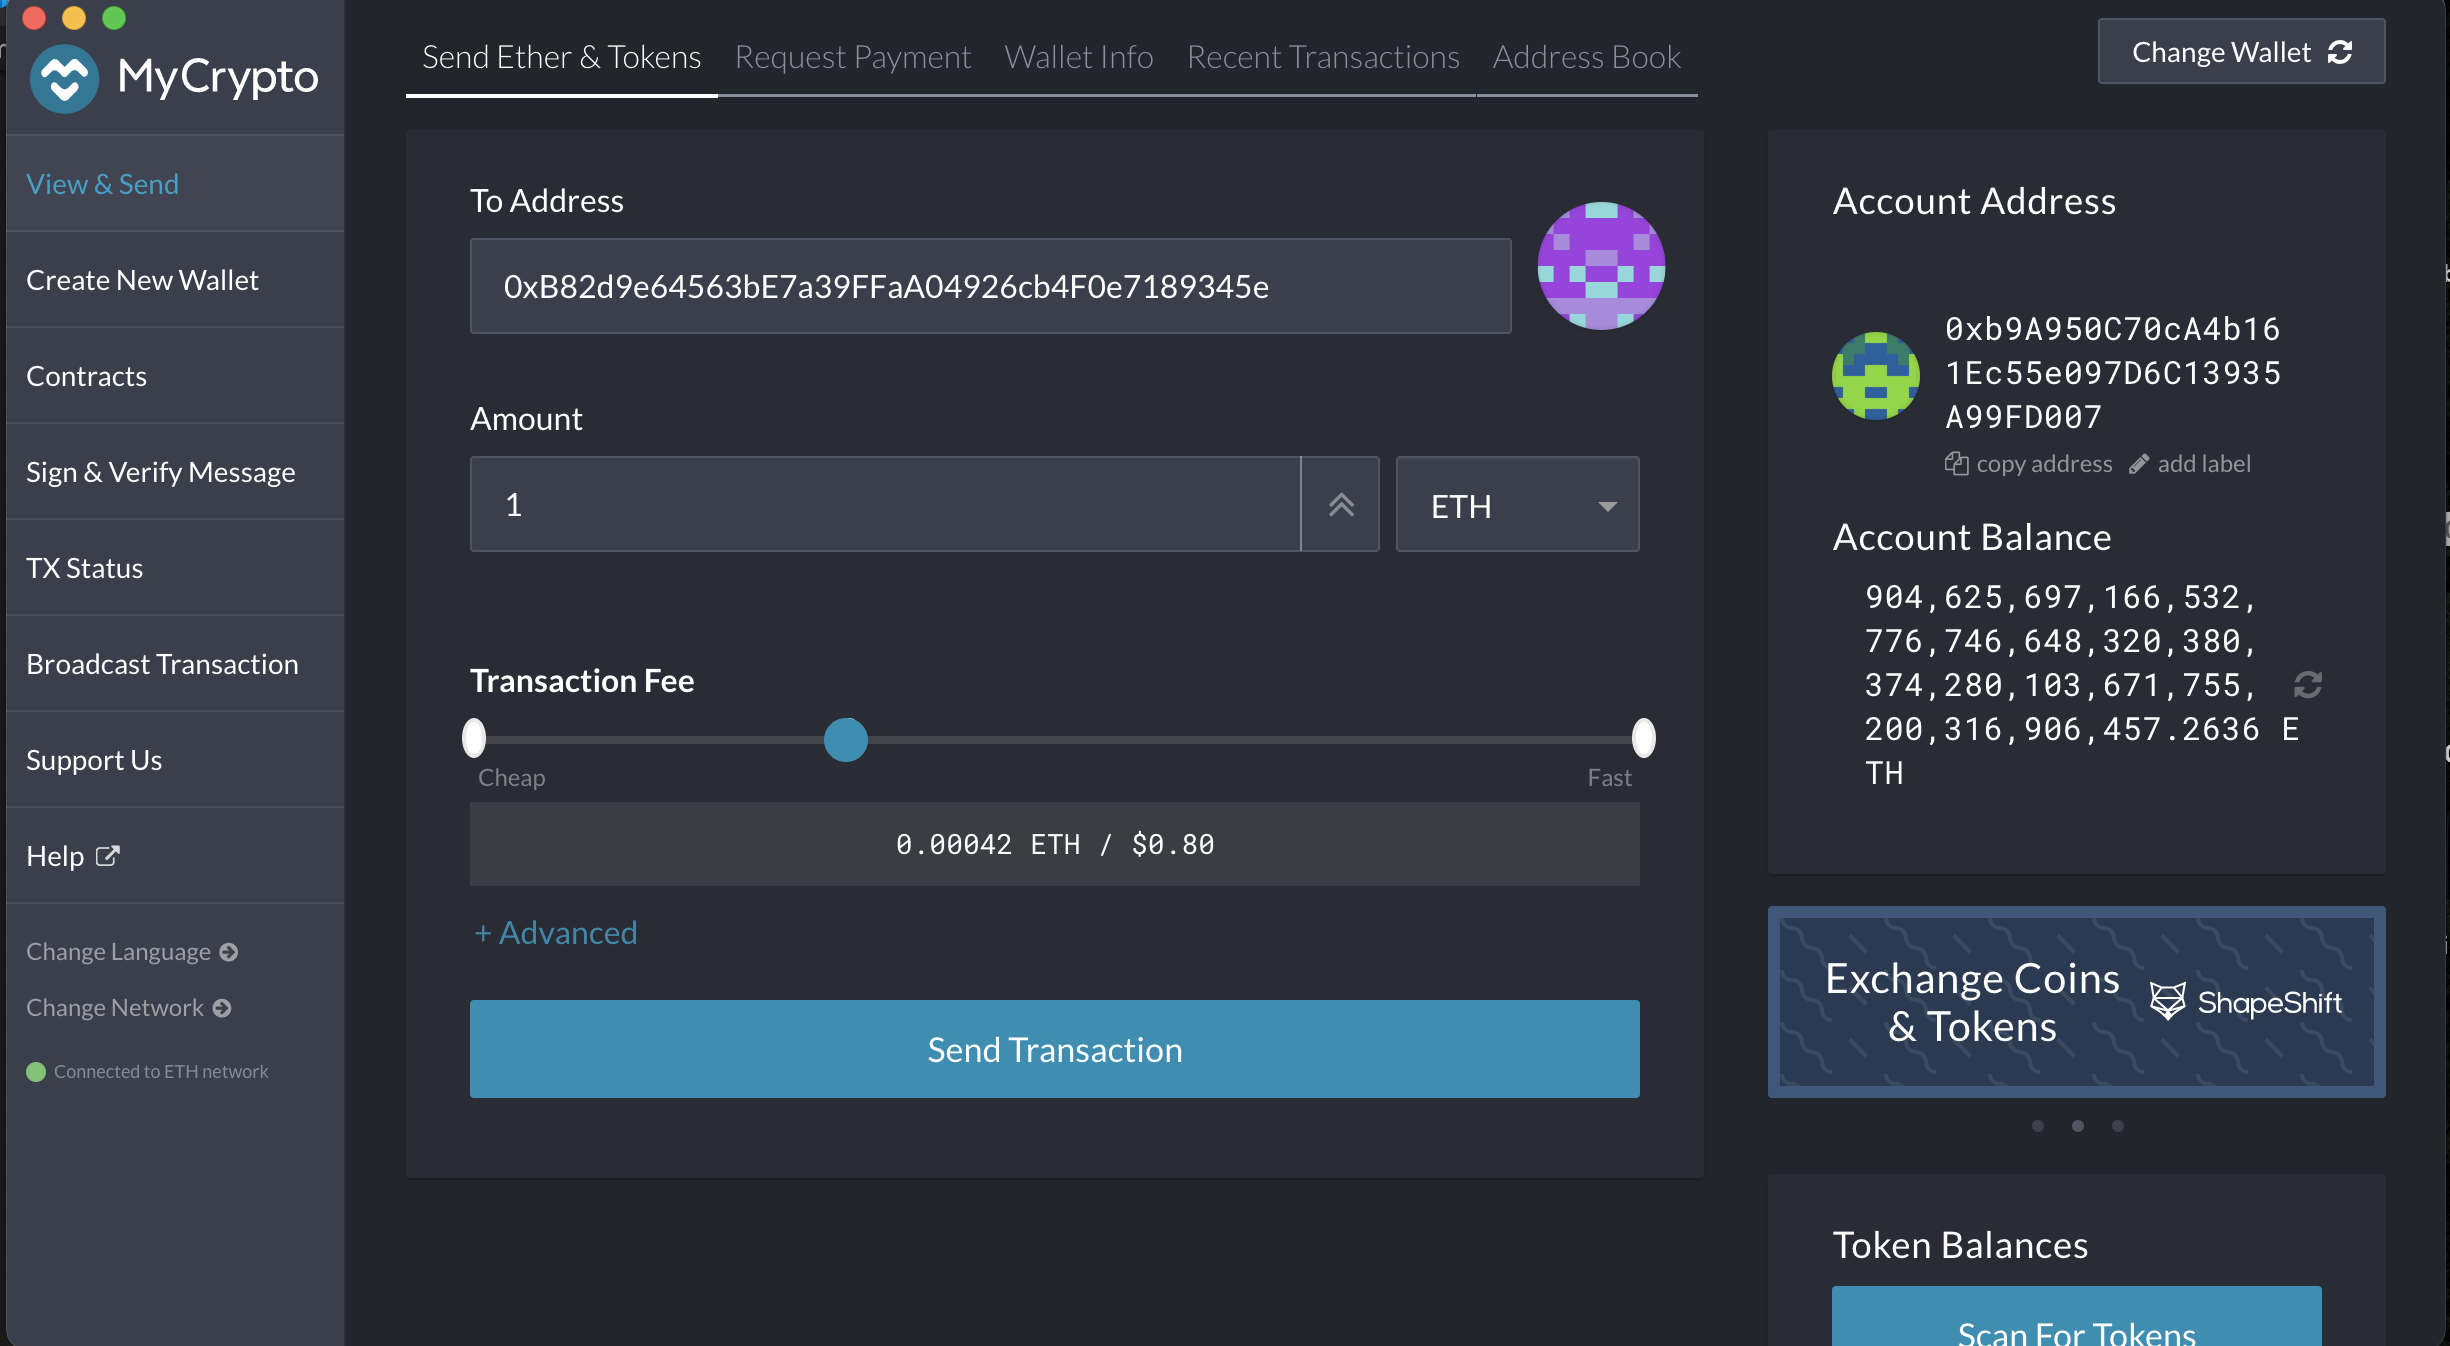 MyCrypto
View & Send
Create New Wallet
Contracts
Sign & Verify Message
TX Status
Broadcast Transaction
Support Us
Help
Change Language
Change Network
Connected to ETH network
Send Ether & Tokens
Request Payment
Wallet Info
Recent Transactions
Address Book
Change Wallet
To Address
0xB82d9e64563bE7a39FFaA04926cb4F0e7189345e
Amount
1
ETH
Transaction Fee
Cheap
Fast
0.00042 ETH / $0.80
+ Advanced
Send Transaction
Account Address
0xb9A950C70cA4b16
1Ec55e097D6C13935
A99FD007
copy address
add label
Account Balance
904,625,697,166,532,
776,746,648,320,380,
374,280,103,671,755,
200,316,906,457.2636 E
TH
Exchange Coins
& Tokens
ShapeShift
Token Balances
Scan For Tokens